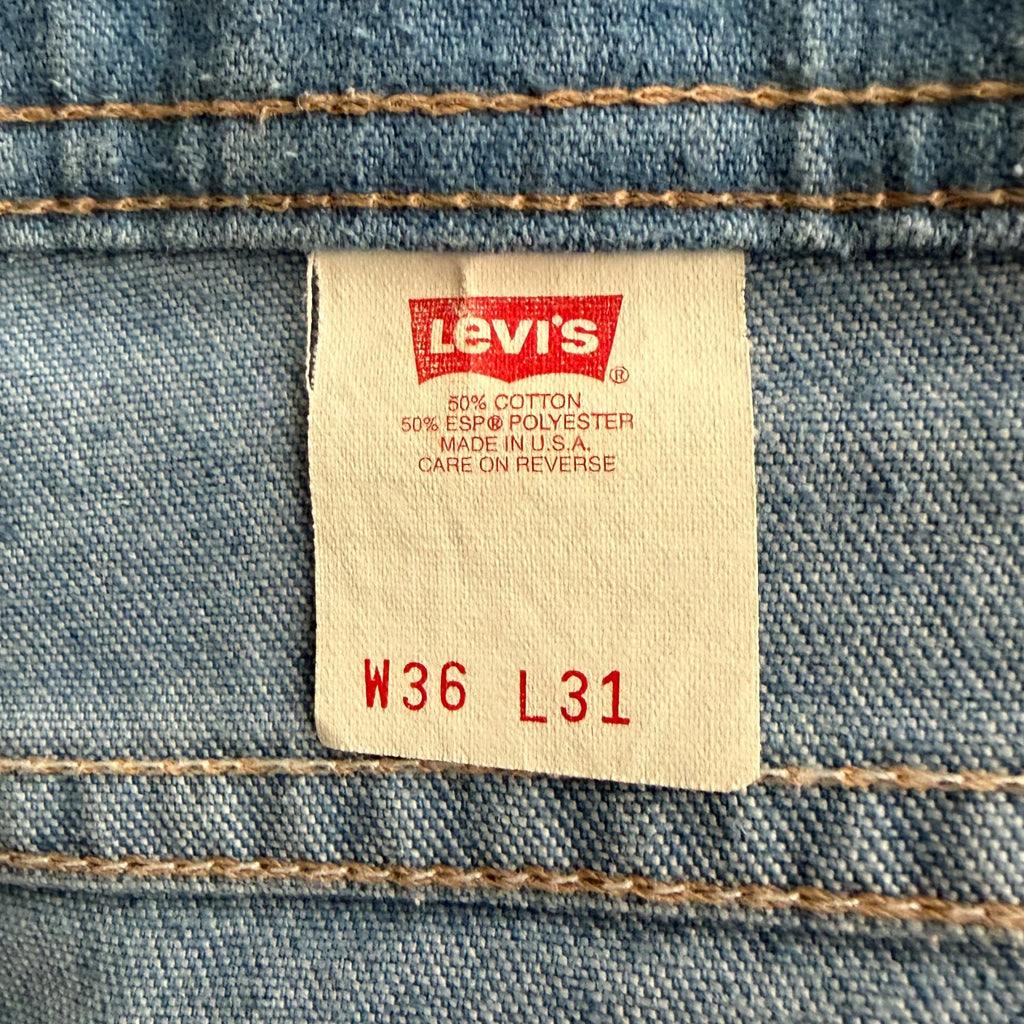 Levi's ®
50% COTTON
50% ESP® POLYESTER
MADE IN U.S.A.
CARE ON REVERSE
W36 L31